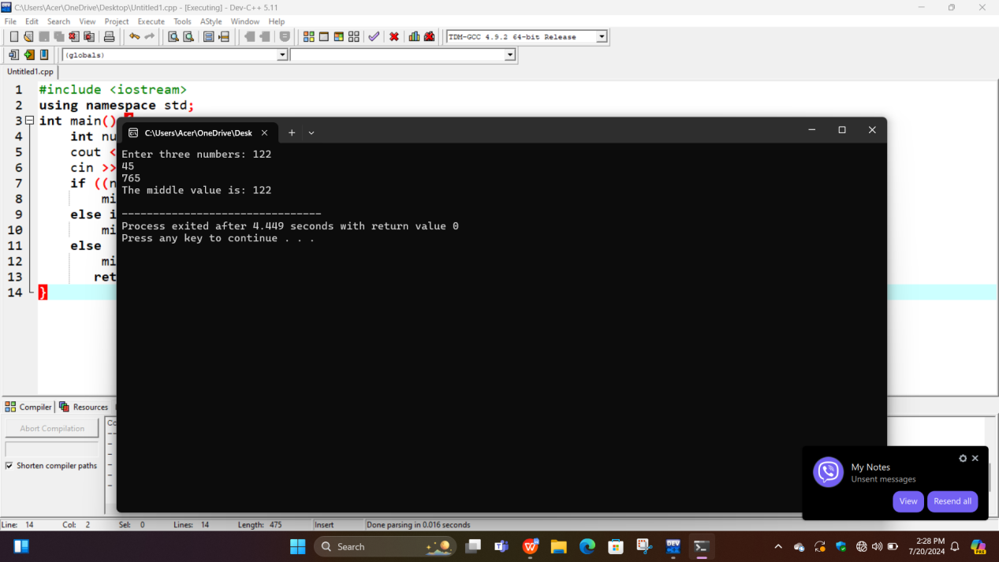 C:\Users\Acer\OneDrive\Desktop\Untitled1.cpp - [Executing] - Dev-C++ 5.11
File Edit Search View Project Execute Tools AStyle Window Help
TDM-GCC 4.9.2 64-bit Release
(globals)
Untitled1.cpp
1 #include <iostream>
2 using namespace std;
3 int main() {
4 int nu
5 cout <
6 cin >>
7 if ((n
8 mi
9 else i
10 mi
11 else
12 mi
13 ret
14 }
C:\Users\Acer\OneDrive\Desk
Enter three numbers: 122
45
765
The middle value is: 122
--------------------------------
Process exited after 4.449 seconds with return value 0
Press any key to continue . . .
Compiler Resources
Abort Compilation
Shorten compiler paths
My Notes
Unsent messages
View Resend all
Line: 14 Col: 2 Sel: 0 Lines: 14 Length: 475 Insert Done parsing in 0.016 seconds
Search
DEV
PRE
2:28 PM
7/20/2024